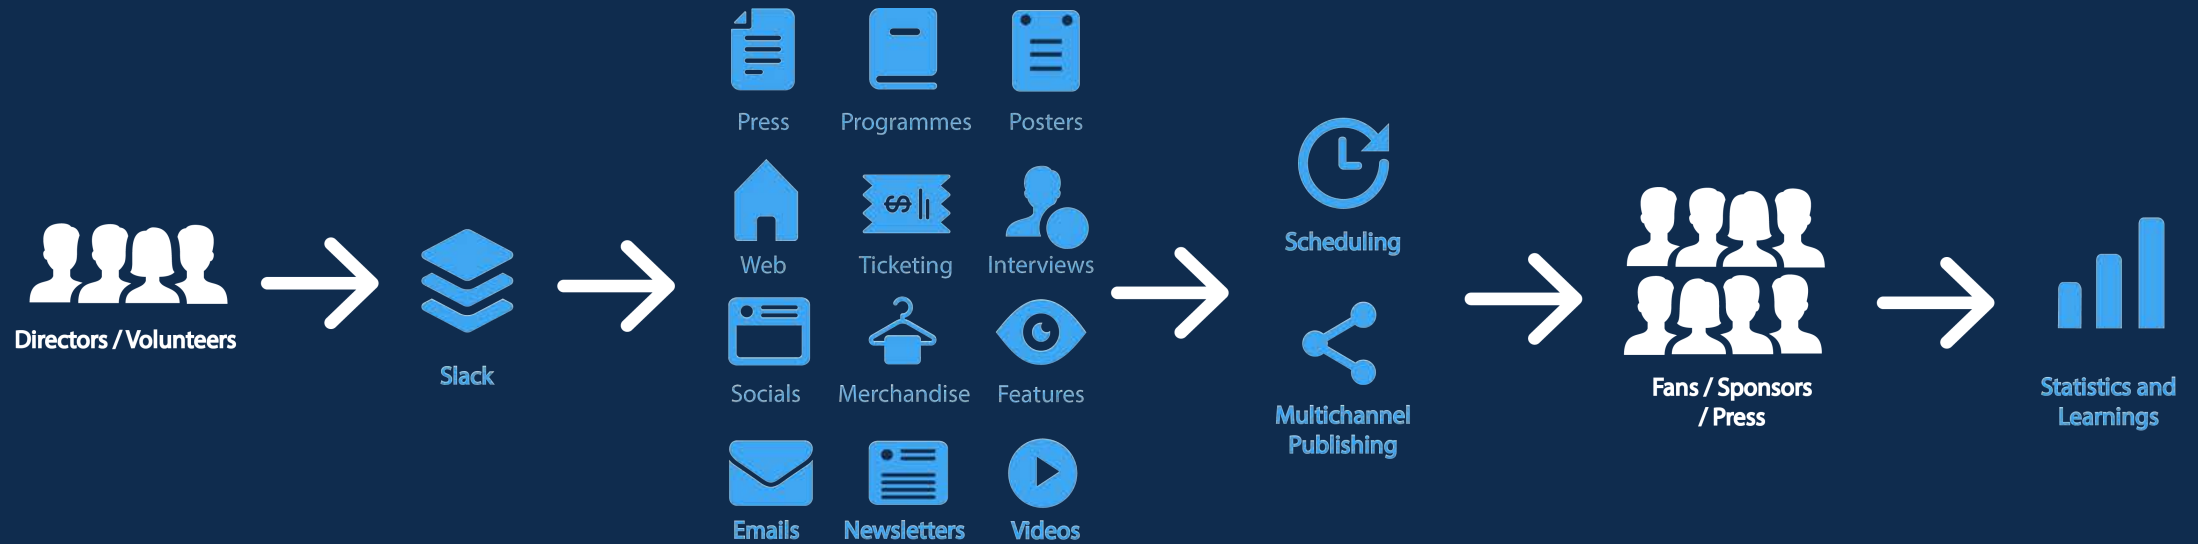 Directors / Volunteers
Slack
Press
Programmes
Posters
Web
Ticketing
Interviews
Socials
Merchandise
Features
Emails
Newsletters
Videos
Scheduling
Multichannel
Publishing
Fans / Sponsors
/ Press
Statistics and
Learnings